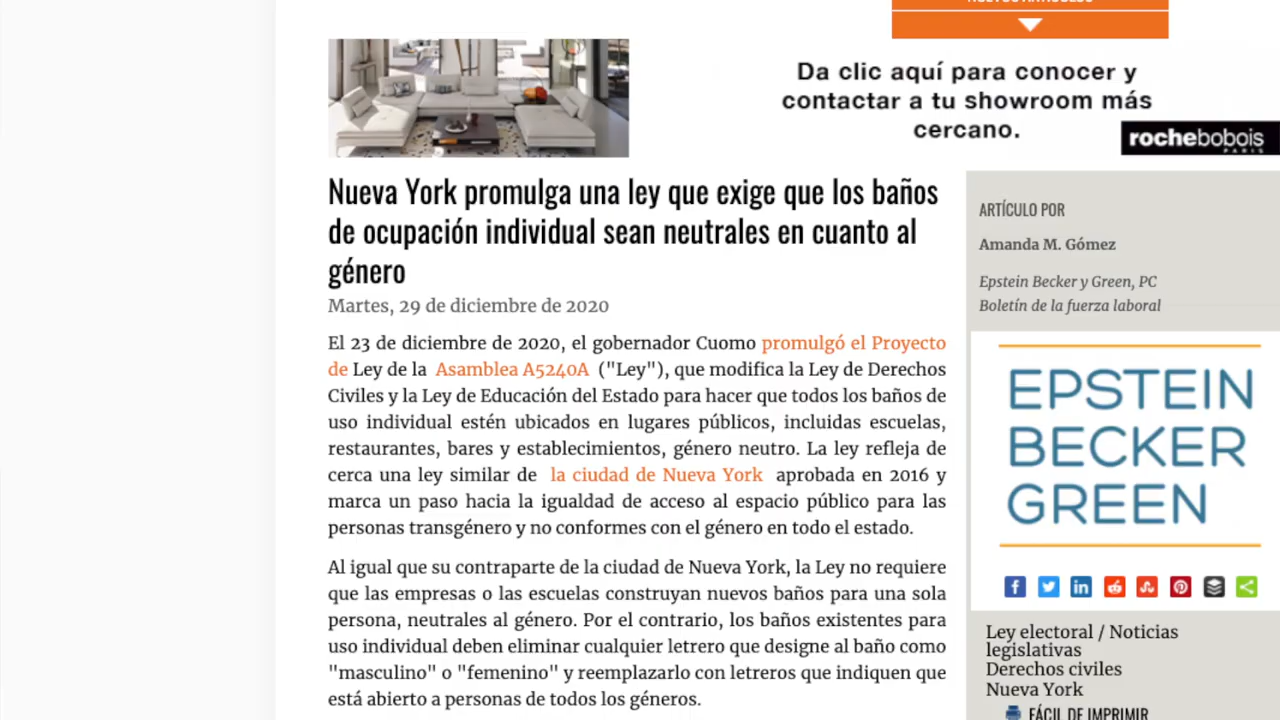 NUEVOS ARTÍCULOS
Da clic aquí para conocer y
contactar a tu showroom más
cercano.
rochebobois
PARIS
Nueva York promulga una ley que exige que los baños
de ocupación individual sean neutrales en cuanto al
género
Martes, 29 de diciembre de 2020
El 23 de diciembre de 2020, el gobernador Cuomo promulgó el Proyecto
de Ley de la Asamblea A5240A ("Ley"), que modifica la Ley de Derechos
Civiles y la Ley de Educación del Estado para hacer que todos los baños de
uso individual estén ubicados en lugares públicos, incluidas escuelas,
restaurantes, bares y establecimientos, género neutro. La ley refleja de
cerca una ley similar de la ciudad de Nueva York aprobada en 2016 y
marca un paso hacia la igualdad de acceso al espacio público para las
personas transgénero y no conformes con el género en todo el estado.
Al igual que su contraparte de la ciudad de Nueva York, la Ley no requiere
que las empresas o las escuelas construyan nuevos baños para una sola
persona, neutrales al género. Por el contrario, los baños existentes para
uso individual deben eliminar cualquier letrero que designe al baño como
"masculino" o "femenino" y reemplazarlo con letreros que indiquen que
está abierto a personas de todos los géneros.
ARTÍCULO POR
Amanda M. Gómez
Epstein Becker y Green, PC
Boletín de la fuerza laboral
EPSTEIN
BECKER
GREEN
Ley electoral / Noticias
legislativas
Derechos civiles
Nueva York
FÁCIL DE IMPRIMIR